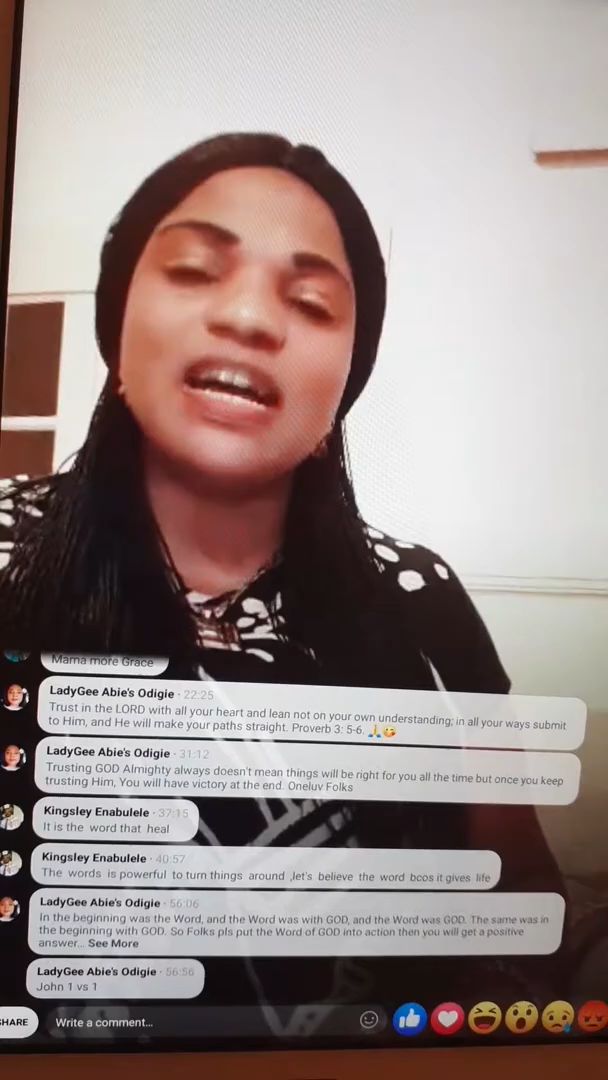 Mama more Grace
LadyGee Abie's Odigie · 22:25
Trust in the LORD with all your heart and lean not on your own understanding; in all your ways submit
to Him, and He will make your paths straight. Proverb 3: 5-6. 🙏😘
LadyGee Abie's Odigie · 31:12
Trusting GOD Almighty always doesn't mean things will be right for you all the time but once you keep
trusting Him, You will have victory at the end. Oneluv Folks
Kingsley Enabulele · 37:15
It is the word that heal
Kingsley Enabulele · 40:57
The words is powerful to turn things around ,let's believe the word bcos it gives life
LadyGee Abie's Odigie · 56:06
In the beginning was the Word, and the Word was with GOD, and the Word was GOD. The same was in
the beginning with GOD. So Folks pls put the Word of GOD into action then you will get a positive
answer... See More
LadyGee Abie's Odigie · 56:56
John 1 vs 1
SHARE Write a comment...